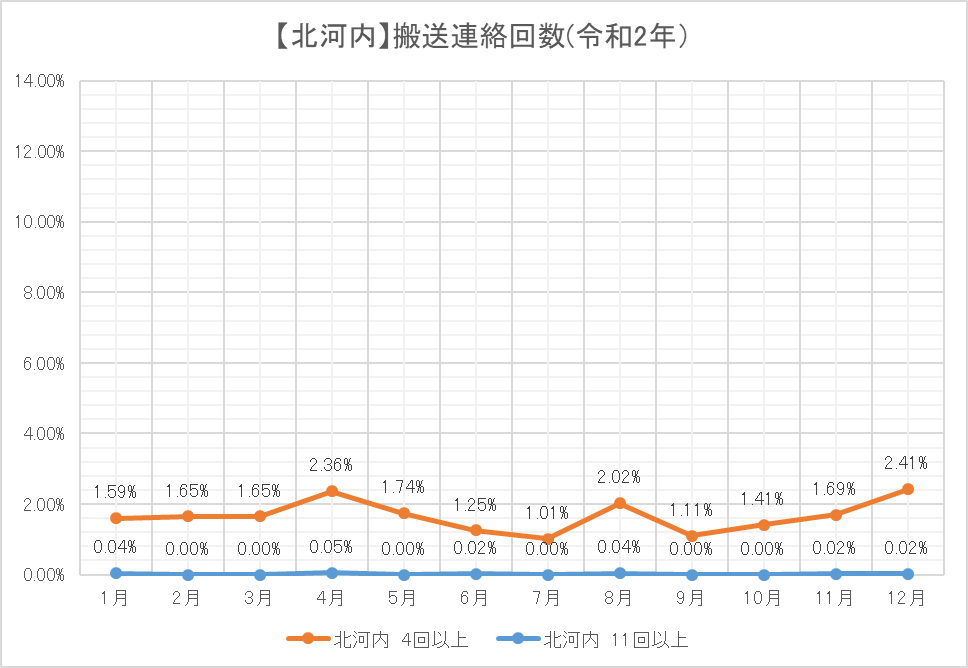 【北河内】搬送連絡回数(令和2年)
14.00%
12.00%
10.00%
8.00%
6.00%
4.00%
2.00%
0.00%
1.59% 1.65% 1.65% 2.36% 1.74% 1.25% 1.01% 2.02% 1.11% 1.41% 1.69% 2.41%
0.04% 0.00% 0.00% 0.05% 0.00% 0.02% 0.00% 0.04% 0.00% 0.00% 0.02% 0.02%
1月 2月 3月 4月 5月 6月 7月 8月 9月 10月 11月 12月
北河内 4回以上 北河内 11回以上